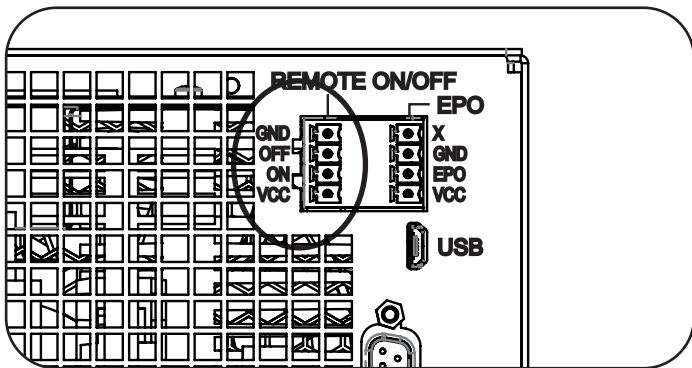 REMOTE ON/OFF
EPO
GND
OFF
ON
VCC
X
GND
EPO
VCC
USB